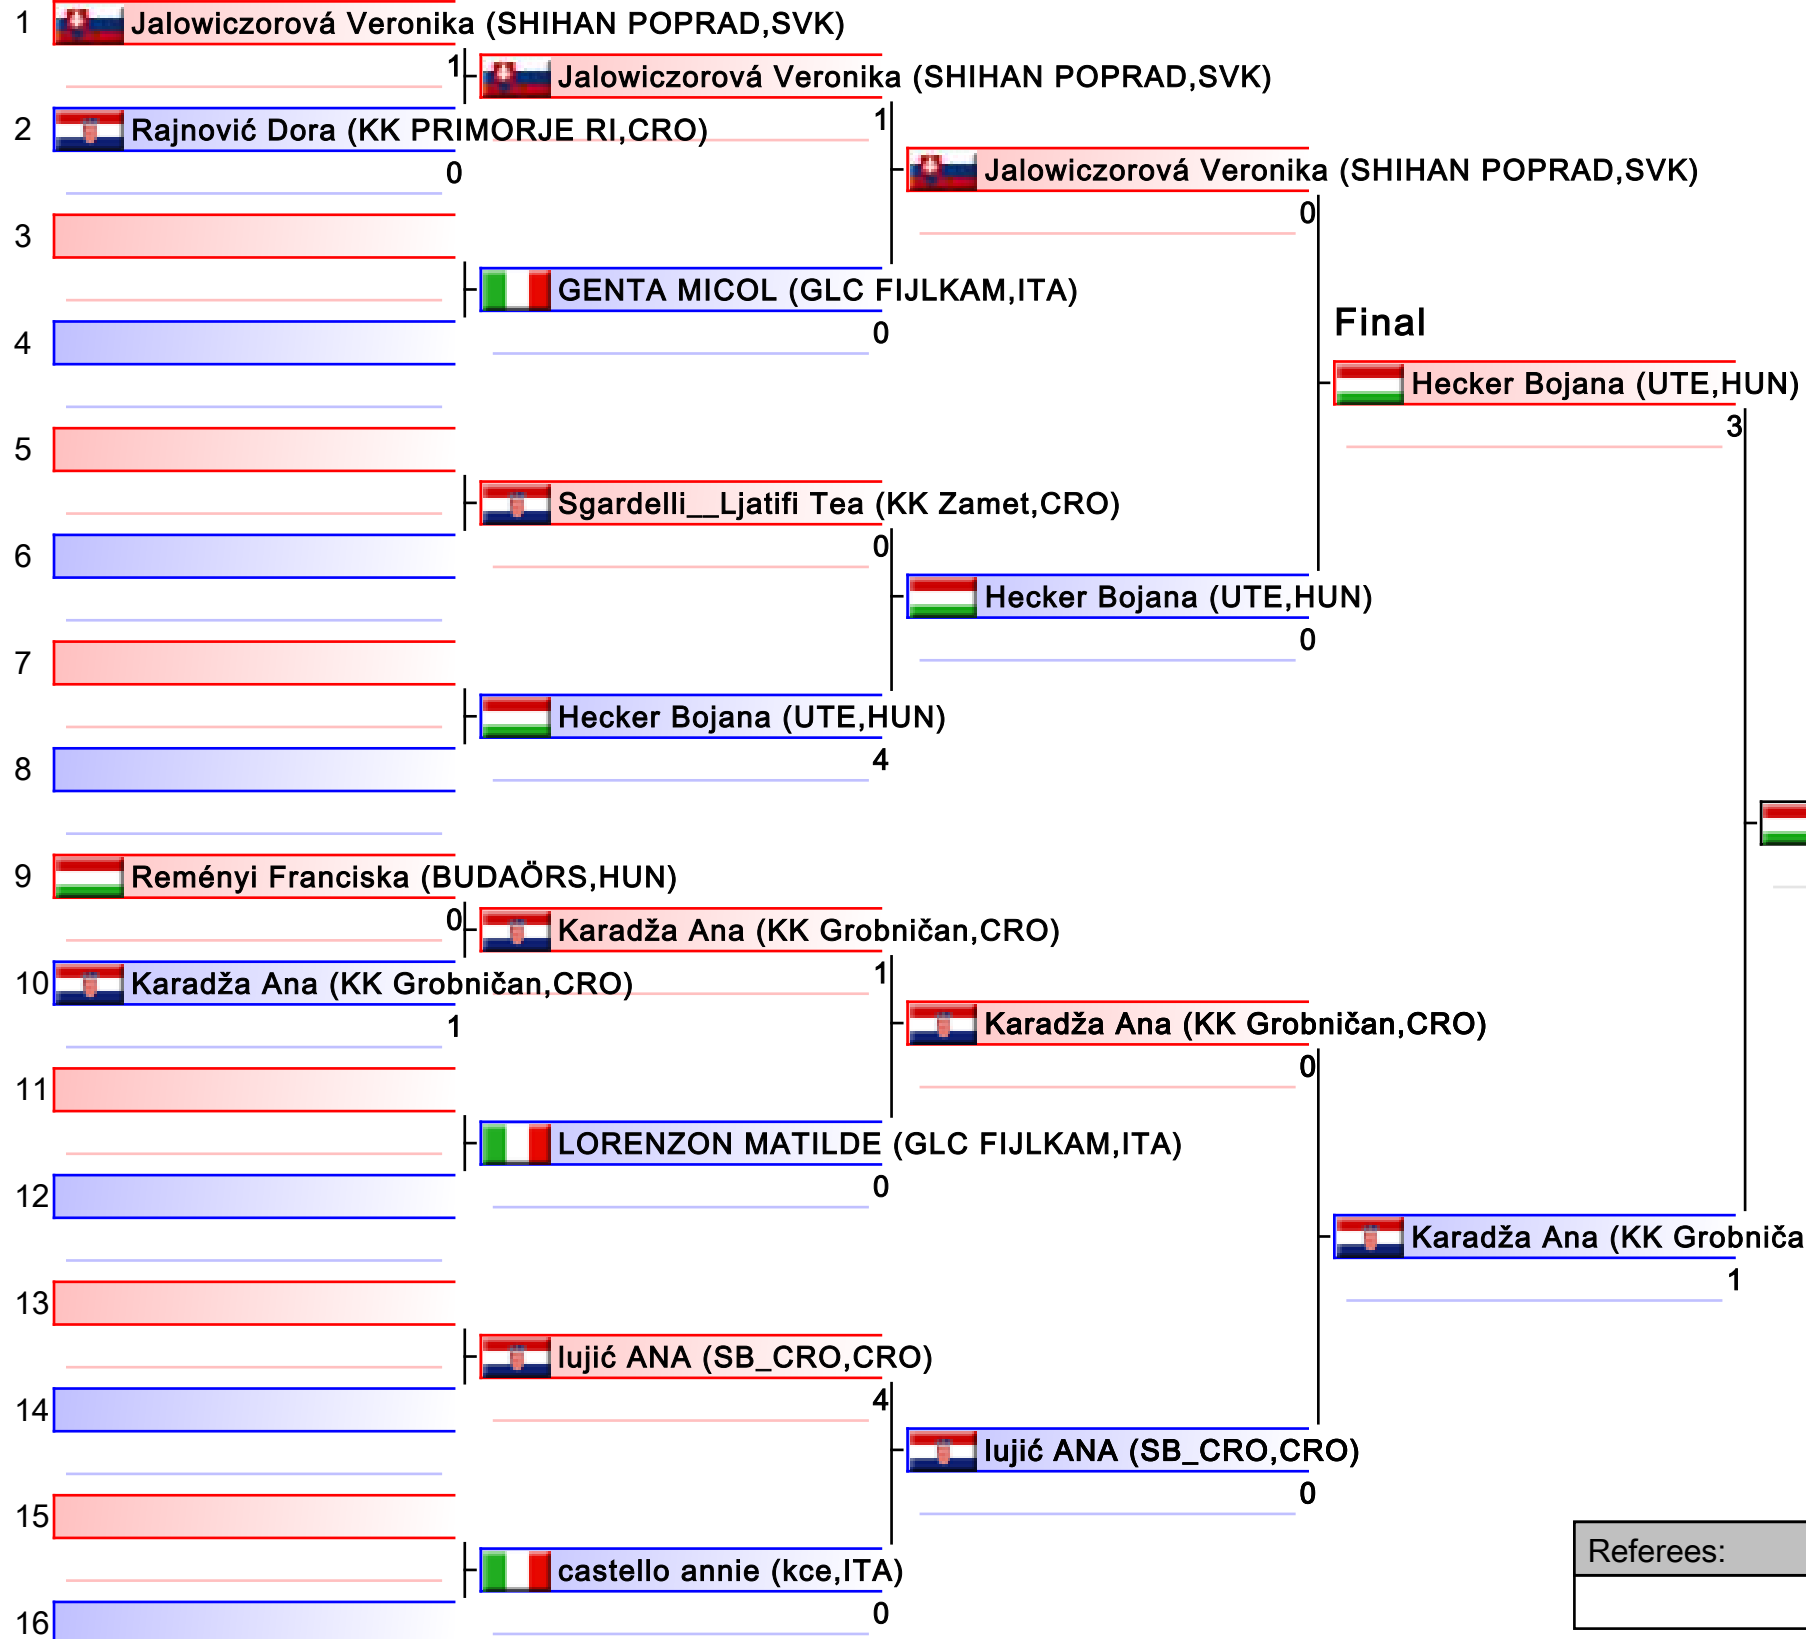 1 Jalowiczorová Veronika (SHIHAN POPRAD,SVK)
1
Jalowiczorová Veronika (SHIHAN POPRAD,SVK)
1
2 Rajnović Dora (KK PRIMORJE RI,CRO)
0
Jalowiczorová Veronika (SHIHAN POPRAD,SVK)
0
3
GENTA MICOL (GLC FIJLKAM,ITA)
0
4
Final
Hecker Bojana (UTE,HUN)
3
5
Sgardelli__Ljatifi Tea (KK Zamet,CRO)
0
6
Hecker Bojana (UTE,HUN)
0
7
Hecker Bojana (UTE,HUN)
4
8
9 Reményi Franciska (BUDAÖRS,HUN)
0
Karadža Ana (KK Grobničan,CRO)
1
10 Karadža Ana (KK Grobničan,CRO)
1
Karadža Ana (KK Grobničan,CRO)
0
11
LORENZON MATILDE (GLC FIJLKAM,ITA)
0
12
Karadža Ana (KK Grobniča
1
13
lujić ANA (SB_CRO,CRO)
4
14
lujić ANA (SB_CRO,CRO)
0
15
castello annie (kce,ITA)
0
16
Referees: